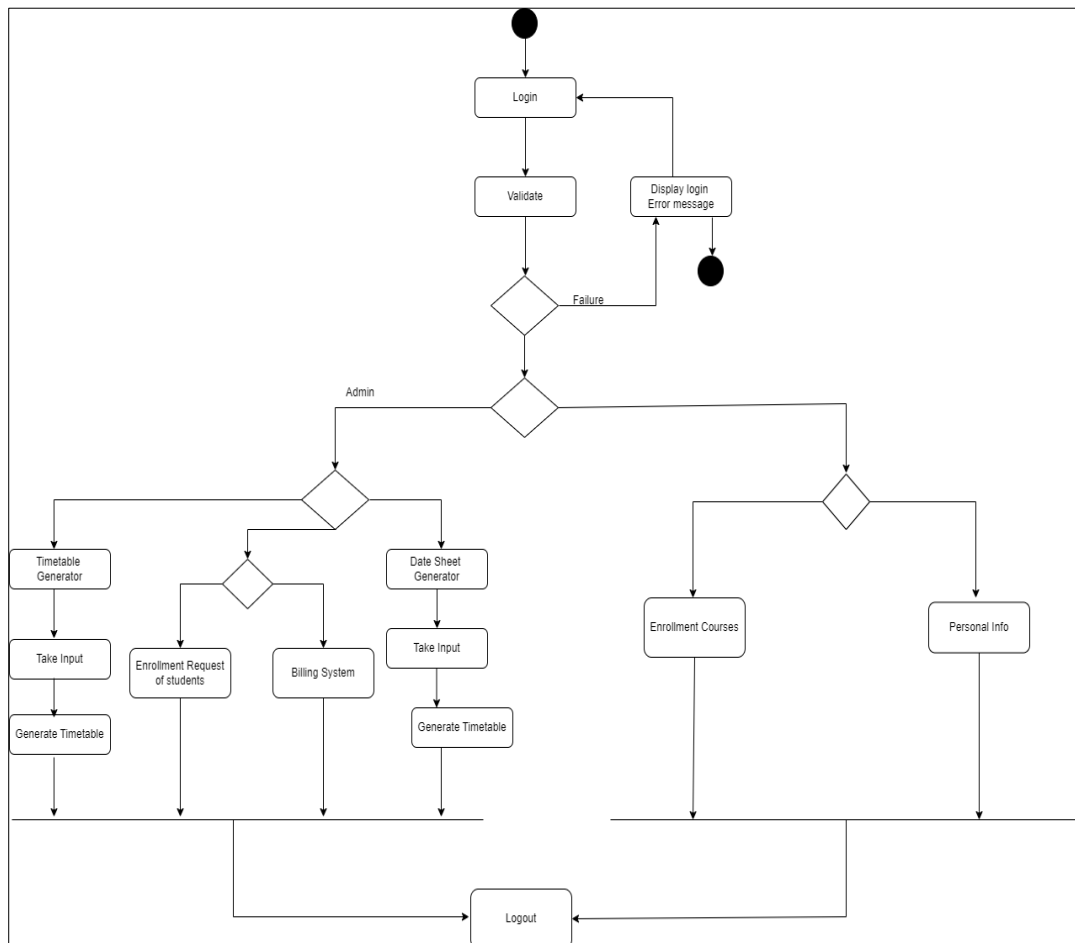 Login
Validate
Display login
Error message
Failure
Admin
Timetable
Generator
Date Sheet
Generator
Enrollment Courses
Personal Info
Take Input
Enrollment Request
of students
Billing System
Take Input
Generate Timetable
Generate Timetable
Logout